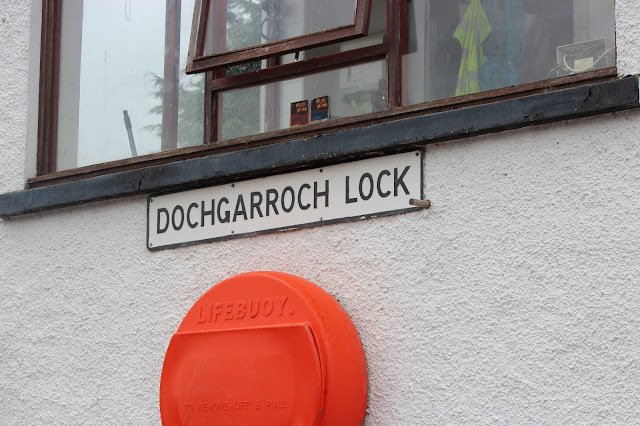 DOCHGARROCH LOCK
LIFEBUOY.
TO REMOVE-LIFT & PULL